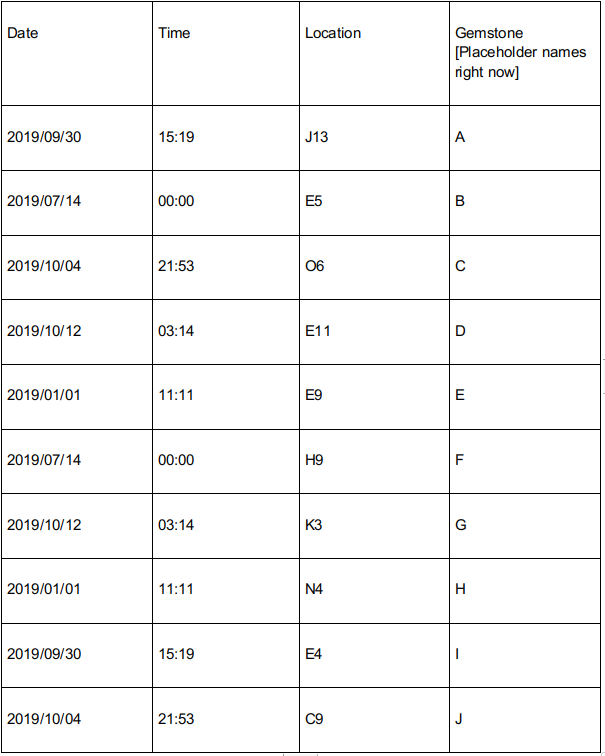 Date Time Location Gemstone
[Placeholder names
right now]
2019/09/30 15:19 J13 A
2019/07/14 00:00 E5 B
2019/10/04 21:53 O6 C
2019/10/12 03:14 E11 D
2019/01/01 11:11 E9 E
2019/07/14 00:00 H9 F
2019/10/12 03:14 K3 G
2019/01/01 11:11 N4 H
2019/09/30 15:19 E4 I
2019/10/04 21:53 C9 J